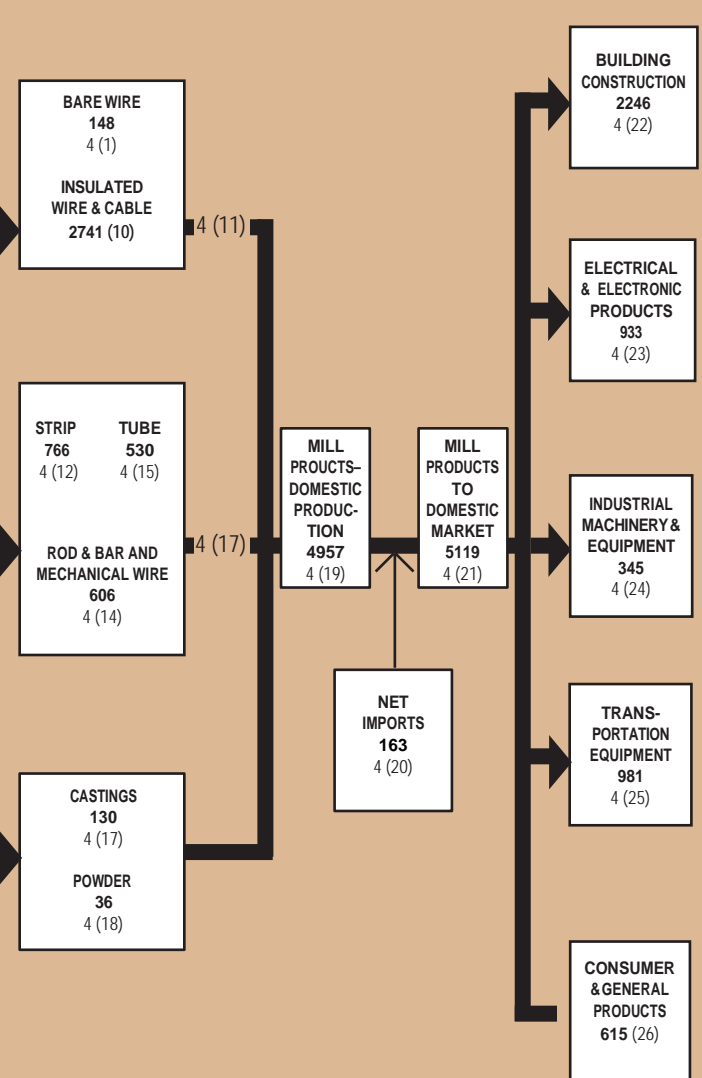 BARE WIRE
148
4 (1)
INSULATED
WIRE & CABLE
2741 (10)
4 (11)
STRIP
766
4 (12)
TUBE
530
4 (15)
ROD & BAR AND
MECHANICAL WIRE
606
4 (14)
4 (17)
CASTINGS
130
4 (17)
POWDER
36
4 (18)
MILL
PROUCTS–
DOMESTIC
PRODUC-
TION
4957
4 (19)
NET
IMPORTS
163
4 (20)
MILL
PRODUCTS
TO
DOMESTIC
MARKET
5119
4 (21)
BUILDING
CONSTRUCTION
2246
4 (22)
ELECTRICAL
& ELECTRONIC
PRODUCTS
933
4 (23)
INDUSTRIAL
MACHINERY &
EQUIPMENT
345
4 (24)
TRANS-
PORTATION
EQUIPMENT
981
4 (25)
CONSUMER
& GENERAL
PRODUCTS
615 (26)